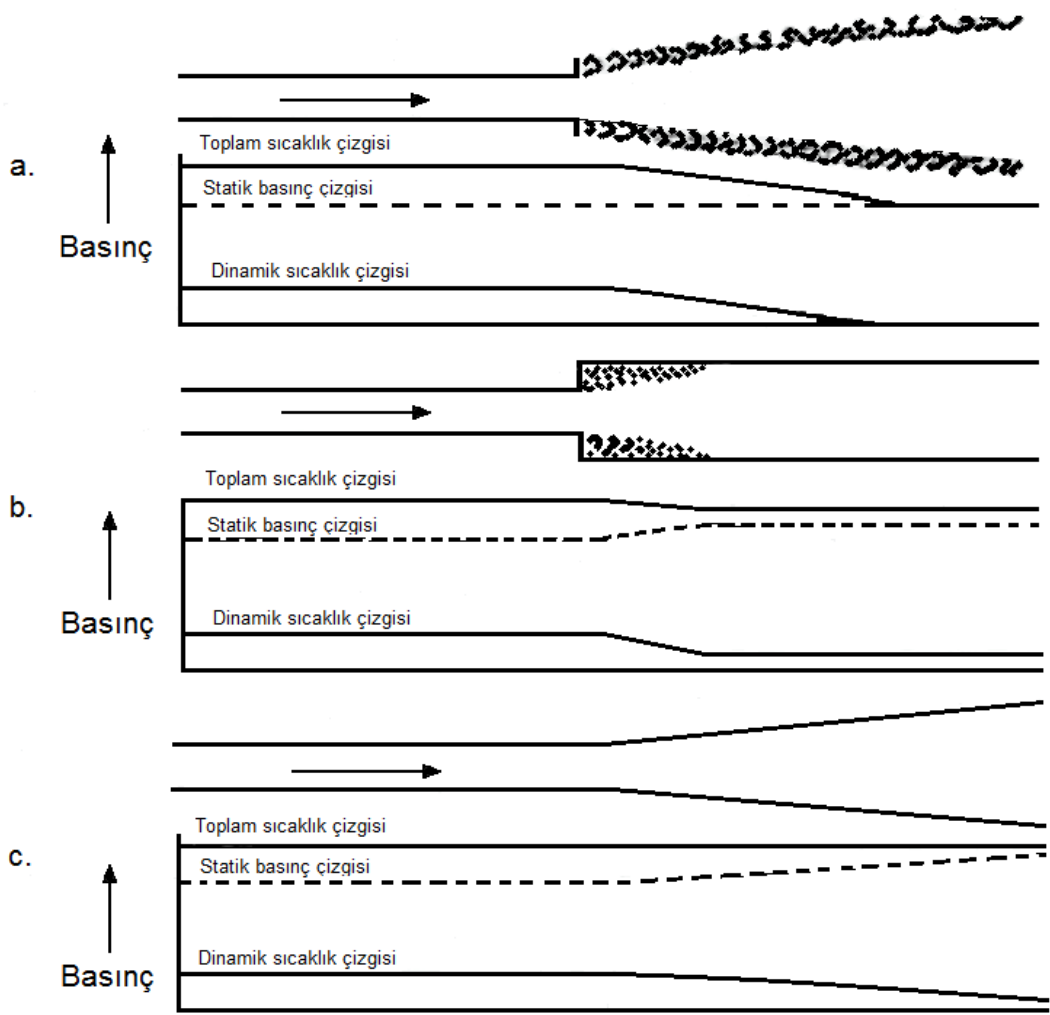 Toplam sıcaklık çizgisi
a.
Statik basınç çizgisi
Basınç
Dinamik sıcaklık çizgisi
Toplam sıcaklık çizgisi
b.
Statik basınç çizgisi
Basınç
Dinamik sıcaklık çizgisi
Toplam sıcaklık çizgisi
c.
Statik basınç çizgisi
Basınç
Dinamik sıcaklık çizgisi